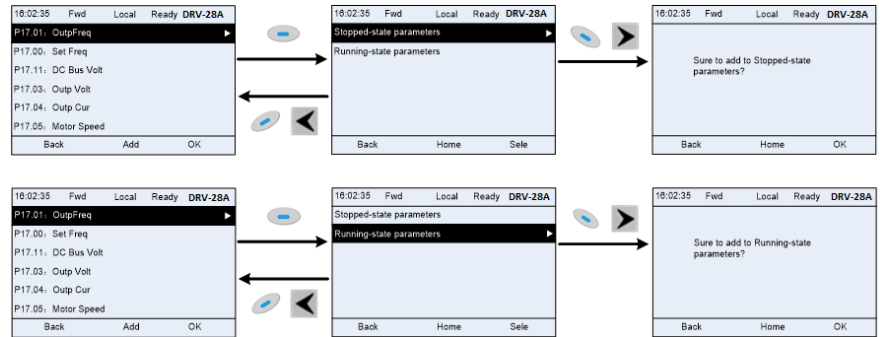 16:02:35 Fwd Local Ready DRV-28A
P17.01: OutpFreq
P17.00: Set Freq
P17.11: DC Bus Volt
P17.03: Outp Volt
P17.04: Outp Cur
P17.05: Motor Speed
Back Add OK
16:02:35 Fwd Local Ready DRV-28A
Stopped-state parameters
Running-state parameters
Back Home Sele
16:02:35 Fwd Local Ready DRV-28A
Sure to add to Stopped-state
parameters?
Back Home OK
16:02:35 Fwd Local Ready DRV-28A
P17.01: OutpFreq
P17.00: Set Freq
P17.11: DC Bus Volt
P17.03: Outp Volt
P17.04: Outp Cur
P17.05: Motor Speed
Back Add OK
16:02:35 Fwd Local Ready DRV-28A
Stopped-state parameters
Running-state parameters
Back Home Sele
16:02:35 Fwd Local Ready DRV-28A
Sure to add to Running-state
parameters?
Back Home OK